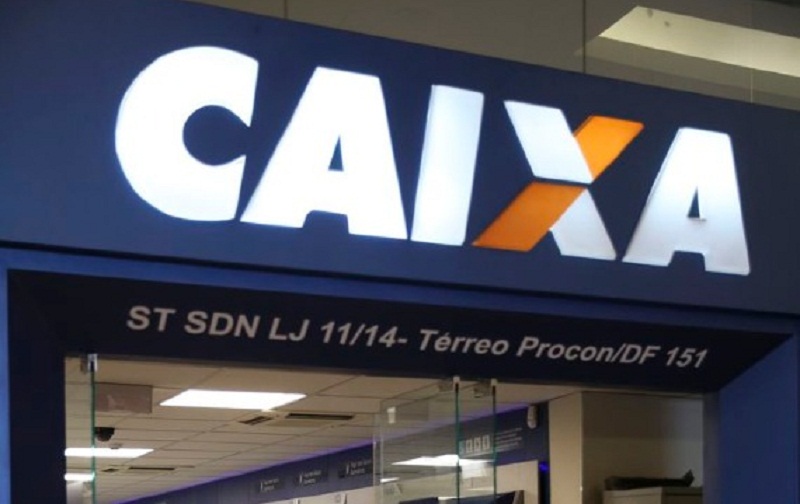 CAIXA
ST SDN LJ 11/14- Térreo Procon/DF 151